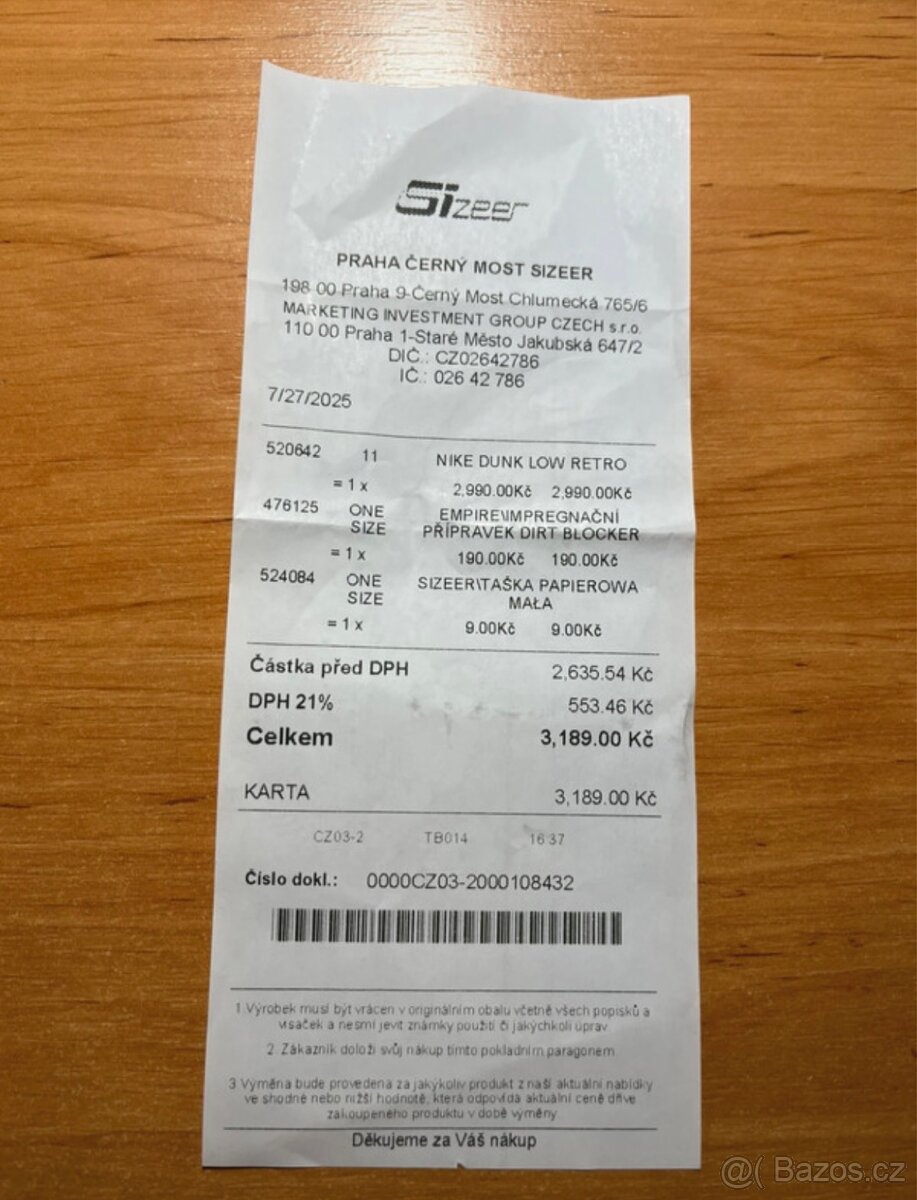 Sizeer
PRAHA ČERNÝ MOST SIZEER
198 00 Praha 9-Černý Most Chlumecká 765/6
MARKETING INVESTMENT GROUP CZECH s.r.o.
110 00 Praha 1-Staré Město Jakubská 647/2
DIČ.: CZ02642786
IČ.: 026 42 786
7/27/2025
520642 11 NIKE DUNK LOW RETRO
= 1 x 2,990.00Kč 2,990.00Kč
476125 ONE SIZE EMPIRE\IMPREGNAČNÍ
PŘÍPRAVEK DIRT BLOCKER
= 1 x 190.00Kč 190.00Kč
524084 ONE SIZE SIZEER\TAŠKA PAPIEROWA
MAŁA
= 1 x 9.00Kč 9.00Kč
Částka před DPH 2,635.54 Kč
DPH 21% 553.46 Kč
Celkem 3,189.00 Kč
KARTA 3,189.00 Kč
CZ03-2 TB014 16:37
Číslo dokl.: 0000CZ03-2000108432
1 Výrobek musí být vrácen v originálním obalu včetně všech popisků a
visaček a nesmí jevit známky použití či jakýchkoli úprav
2. Zákazník doloží svůj nákup tímto pokladním paragonem
3 Výměna bude provedena za jakýkoliv produkt z naší aktuální nabídky
ve shodné nebo nižší hodnotě, která odpovídá aktuální ceně dříve
zakoupeného produktu v době výměny
Děkujeme za Váš nákup
@( Bazos.cz